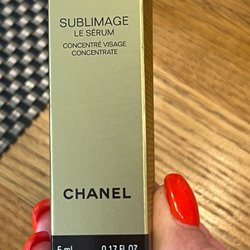 SUBLIMAGE
LE SÉRUM
CONCENTRÉ VISAGE
CONCENTRATE
CHANEL
5 ml 0.17 FL. OZ.